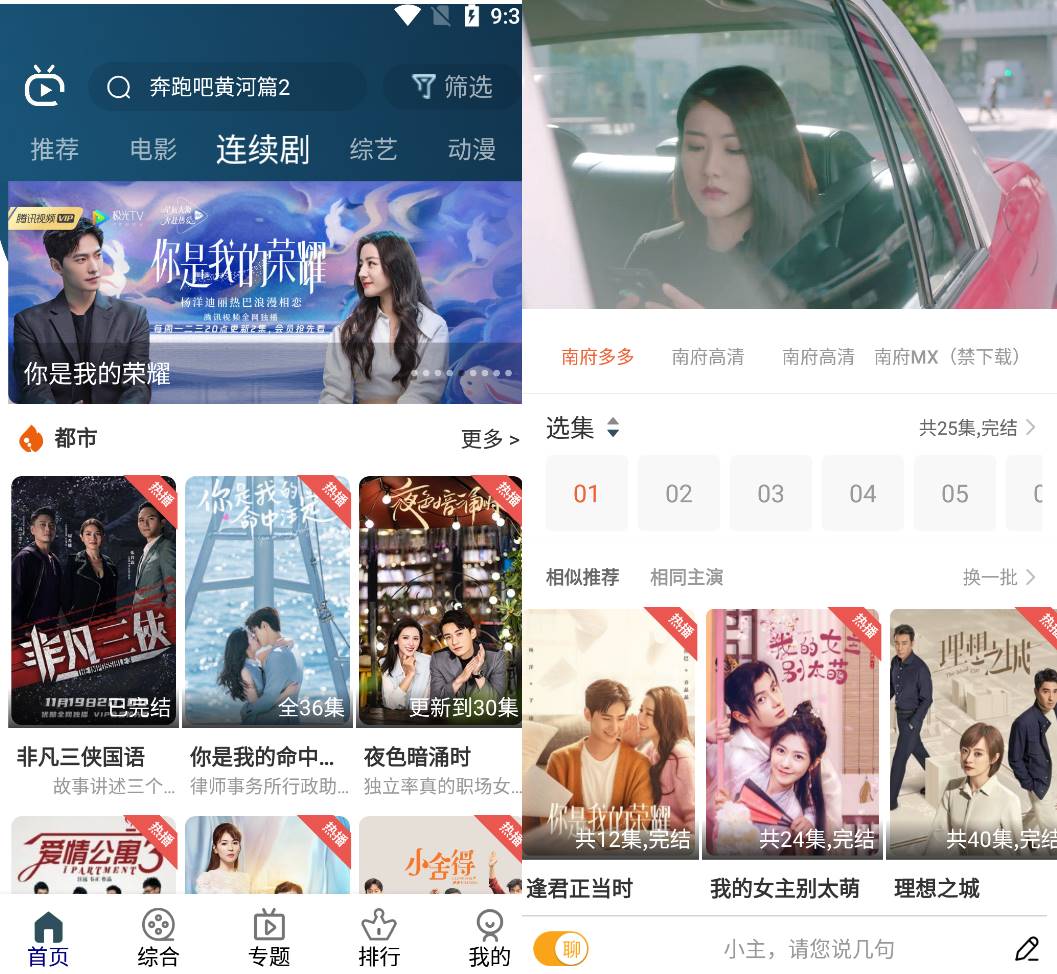 9:3
奔跑吧黄河篇2
筛选
推荐
电影
连续剧
综艺
动漫
腾讯视频VIP
极光TV
你是我的荣耀
杨洋迪丽热巴浪漫相恋
腾讯视频全网独播
每周一二三20点更新2集，会员抢先看
你是我的荣耀
都市
更多 >
热播
热播
热播
非凡三侠
THE IMPOSSIBLE 3
已完结
你是我的命中注定
全36集
夜色暗涌时
更新到30集
非凡三侠国语
你是我的命中…
夜色暗涌时
故事讲述三个…
律师事务所行政助…
独立率真的职场女…
热播
热播
热播
爱情公寓3
IPARTMENT
小舍得
首页
综合
专题
排行
我的
南府多多
南府高清
南府高清
南府MX（禁下载）
选集
共25集,完结
01
02
03
04
05
0
相似推荐
相同主演
换一批
热播
热播
热播
你是我的荣耀
共12集,完结
我的女主别太萌
共24集,完结
理想之城
共40集,完结
逢君正当时
我的女主别太萌
理想之城
聊
小主，请您说几句